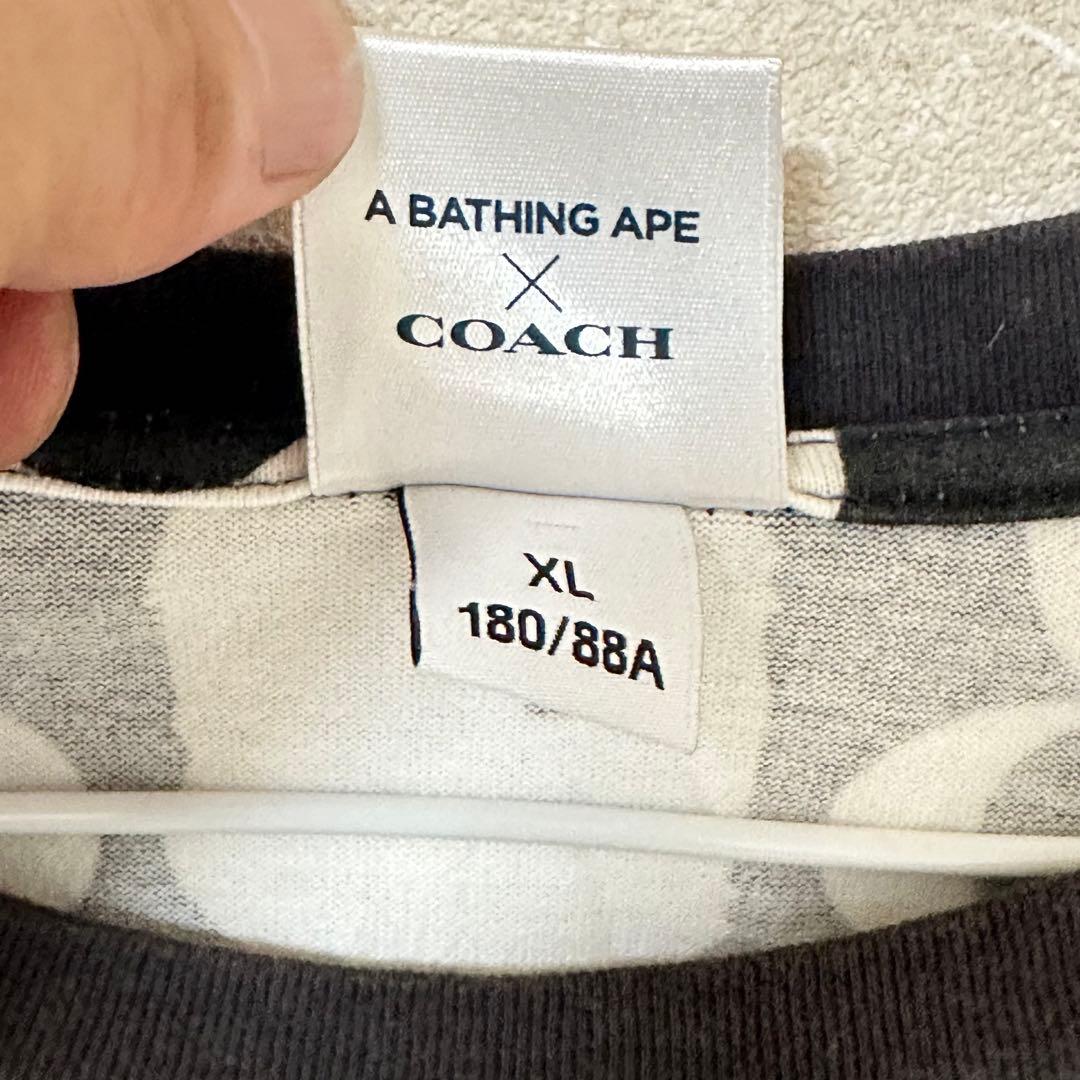 A BATHING APE
×
COACH
XL
180/88A